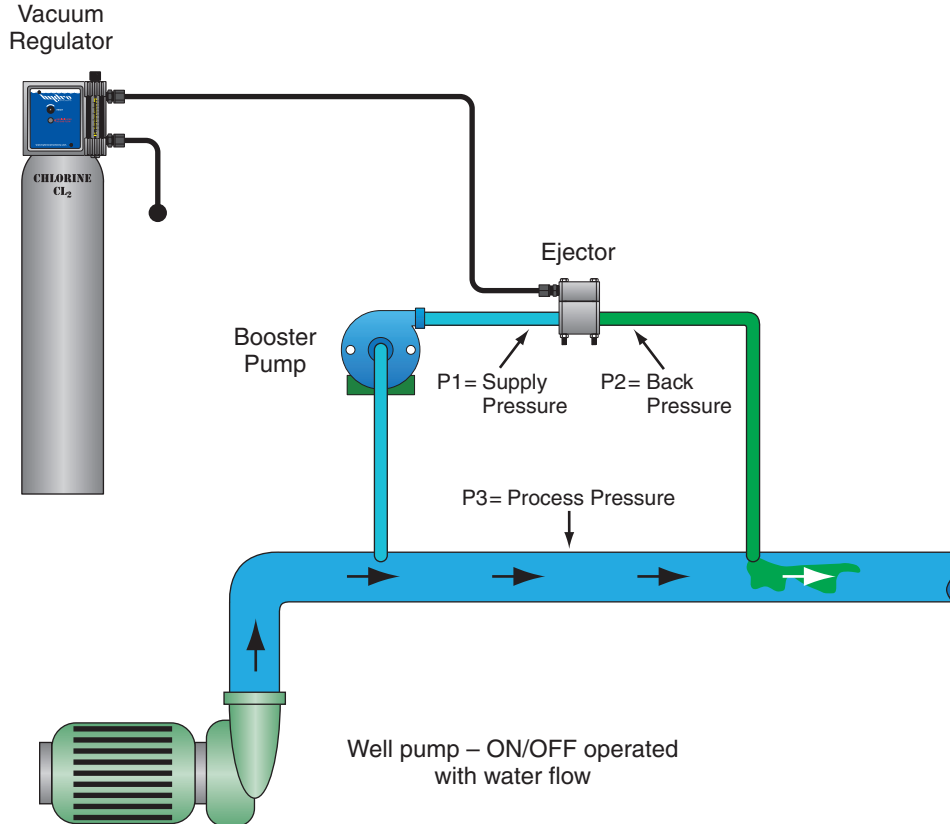 Vacuum
Regulator
CHLORINE
CL₂
Ejector
Booster
Pump
P1= Supply
Pressure
P2= Back
Pressure
P3= Process Pressure
Well pump – ON/OFF operated
with water flow